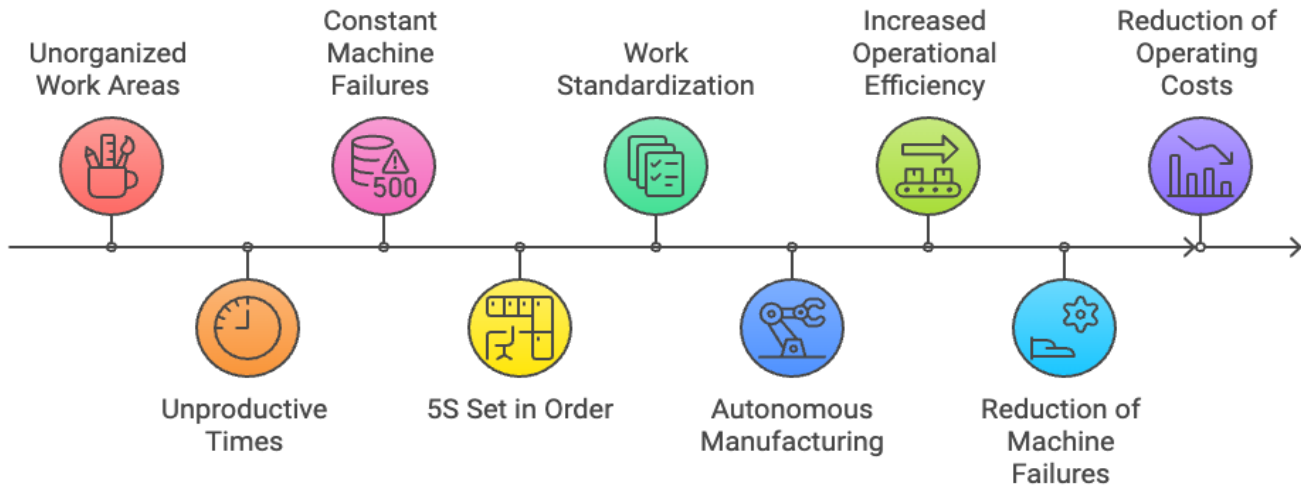 Unorganized
Work Areas
Constant
Machine
Failures
Work
Standardization
Increased
Operational
Efficiency
Reduction of
Operating
Costs
500
Unproductive
Times
5S Set in Order
Autonomous
Manufacturing
Reduction of
Machine
Failures